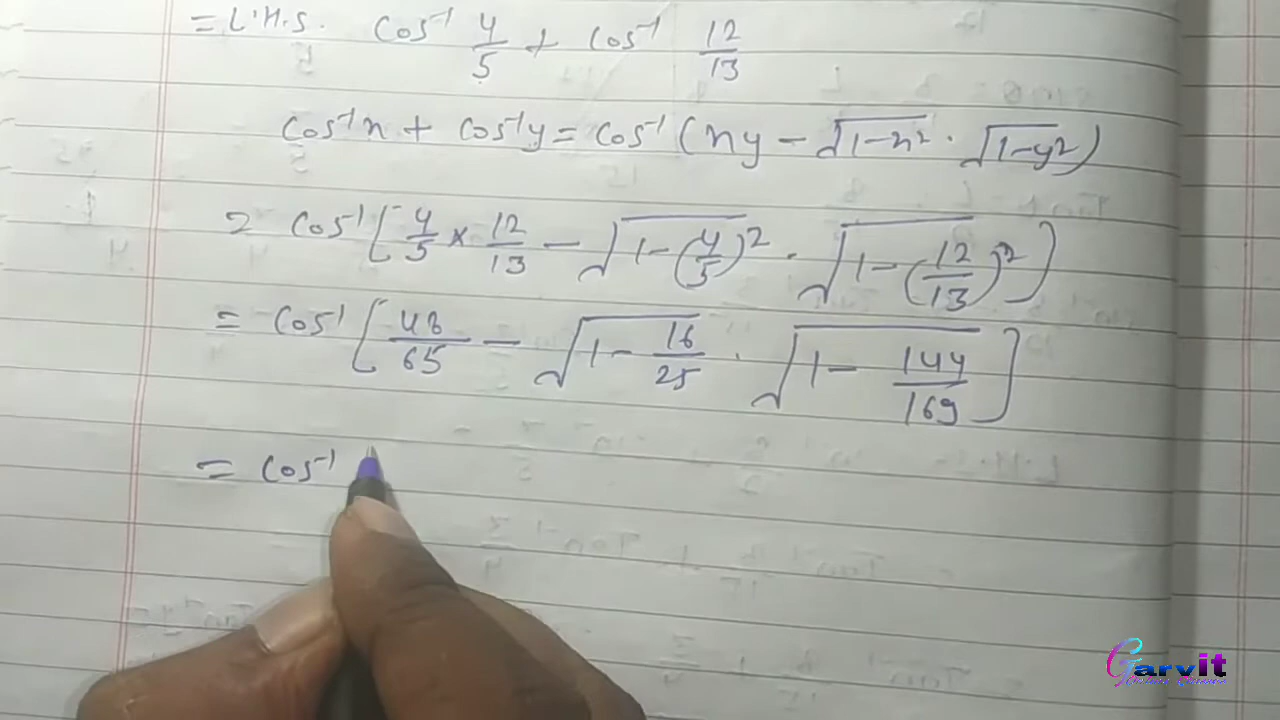 = L.H.S. Cos⁻¹ 4/5 + Cos⁻¹ 12/13
Cos⁻¹x + Cos⁻¹y = Cos⁻¹ (xy - √1-x² · √1-y²)
= Cos⁻¹ [4/5 × 12/13 - √1-(4/5)² · √1-(12/13)²]
= Cos⁻¹ [48/65 - √1-16/25 · √1-144/169]
= Cos⁻¹
Garvit